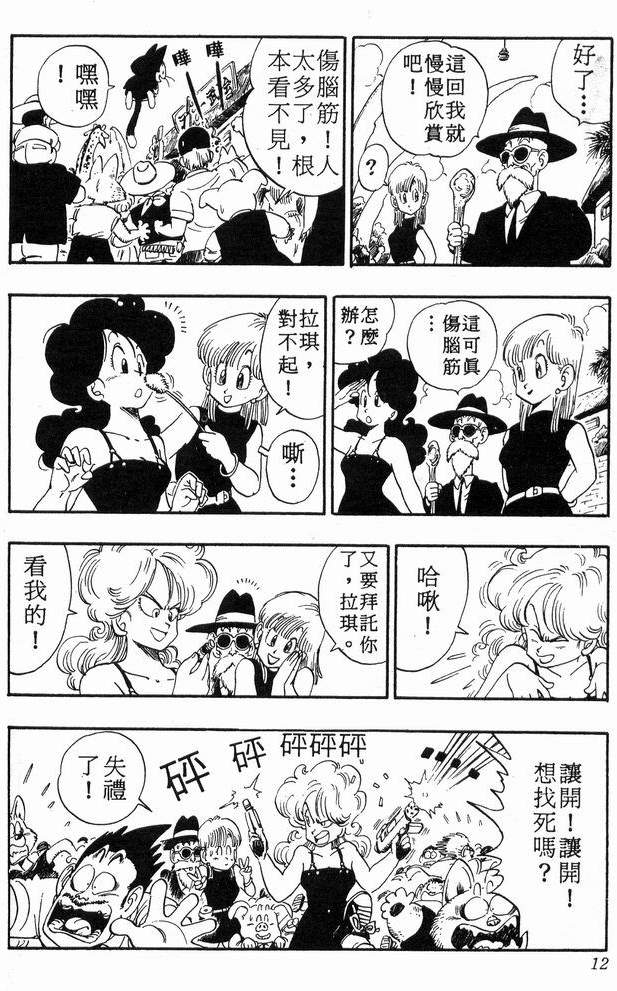 好了…
這回我就
慢慢欣賞
吧！
？
傷腦筋！人
太多了，根
本看不見！
嘩
嘩
嘿嘿
！
這可真
傷腦筋
…
怎麼
辦？
拉琪，
對不起！
嘶…
哈啾！
又要拜託你
了，拉琪。
看我的！
讓開！讓開！
想找死嗎？
砰砰砰
砰
砰
失禮
了！
12